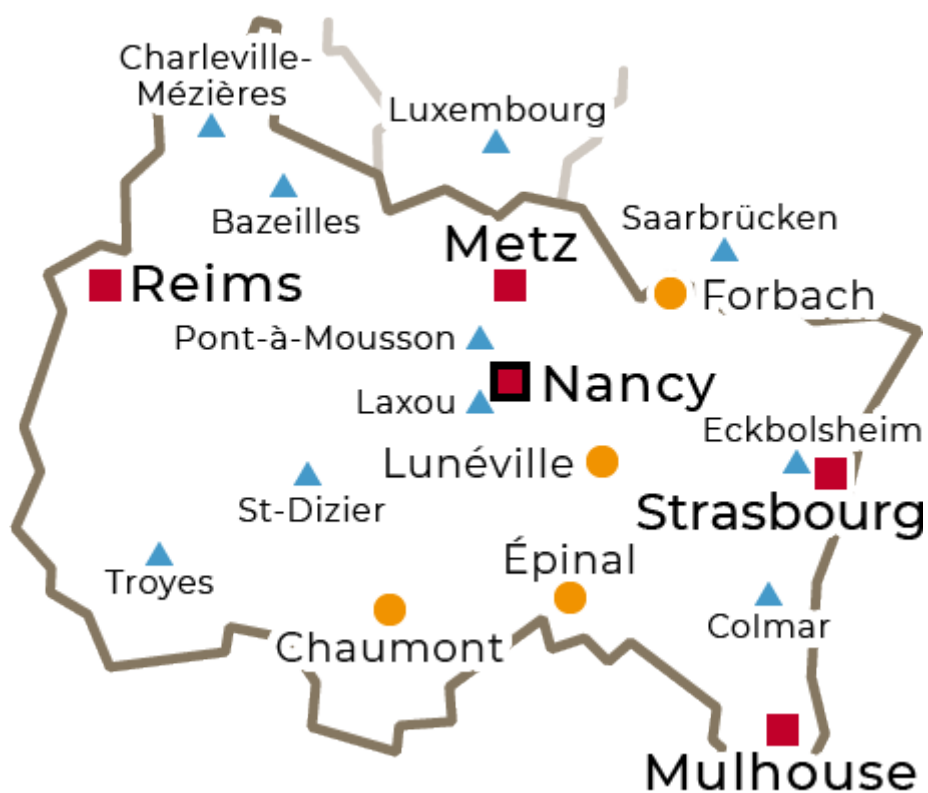 Charleville-
Mézières
Luxembourg
Bazeilles
Saarbrücken
Metz
Reims
Forbach
Pont-à-Mousson
Nancy
Laxou
Eckbolsheim
Lunéville
St-Dizier
Strasbourg
Épinal
Troyes
Colmar
Chaumont
Mulhouse